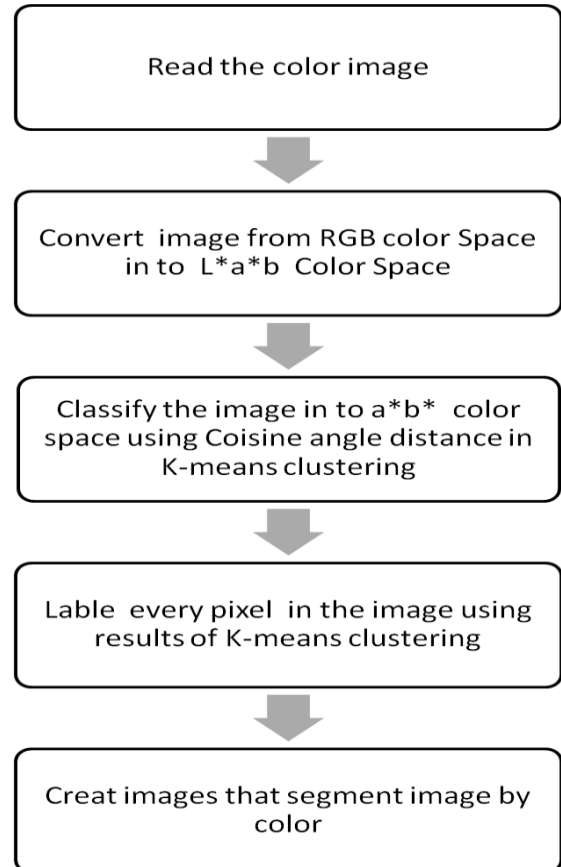 Read the color image
Convert image from RGB color Space
in to L*a*b Color Space
Classify the image in to a*b* color
space using Coisine angle distance in
K-means clustering
Lable every pixel in the image using
results of K-means clustering
Creat images that segment image by
color